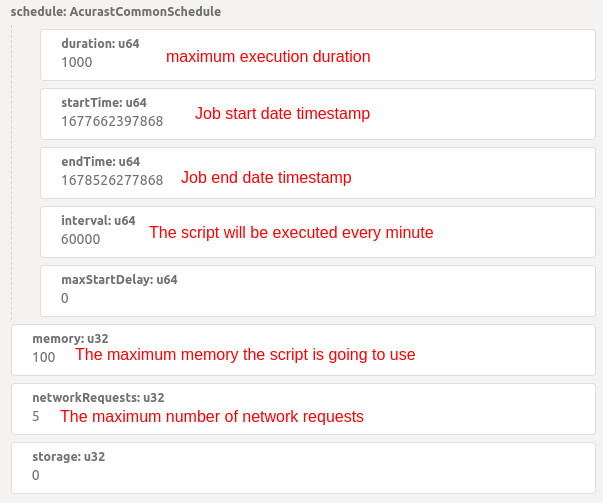 schedule: AcurastCommonSchedule
duration: u64
1000 maximum execution duration
startTime: u64
1677662397868 Job start date timestamp
endTime: u64
1678526277868 Job end date timestamp
interval: u64
60000 The script will be executed every minute
maxStartDelay: u64
0
memory: u32
100 The maximum memory the script is going to use
networkRequests: u32
5 The maximum number of network requests
storage: u32
0